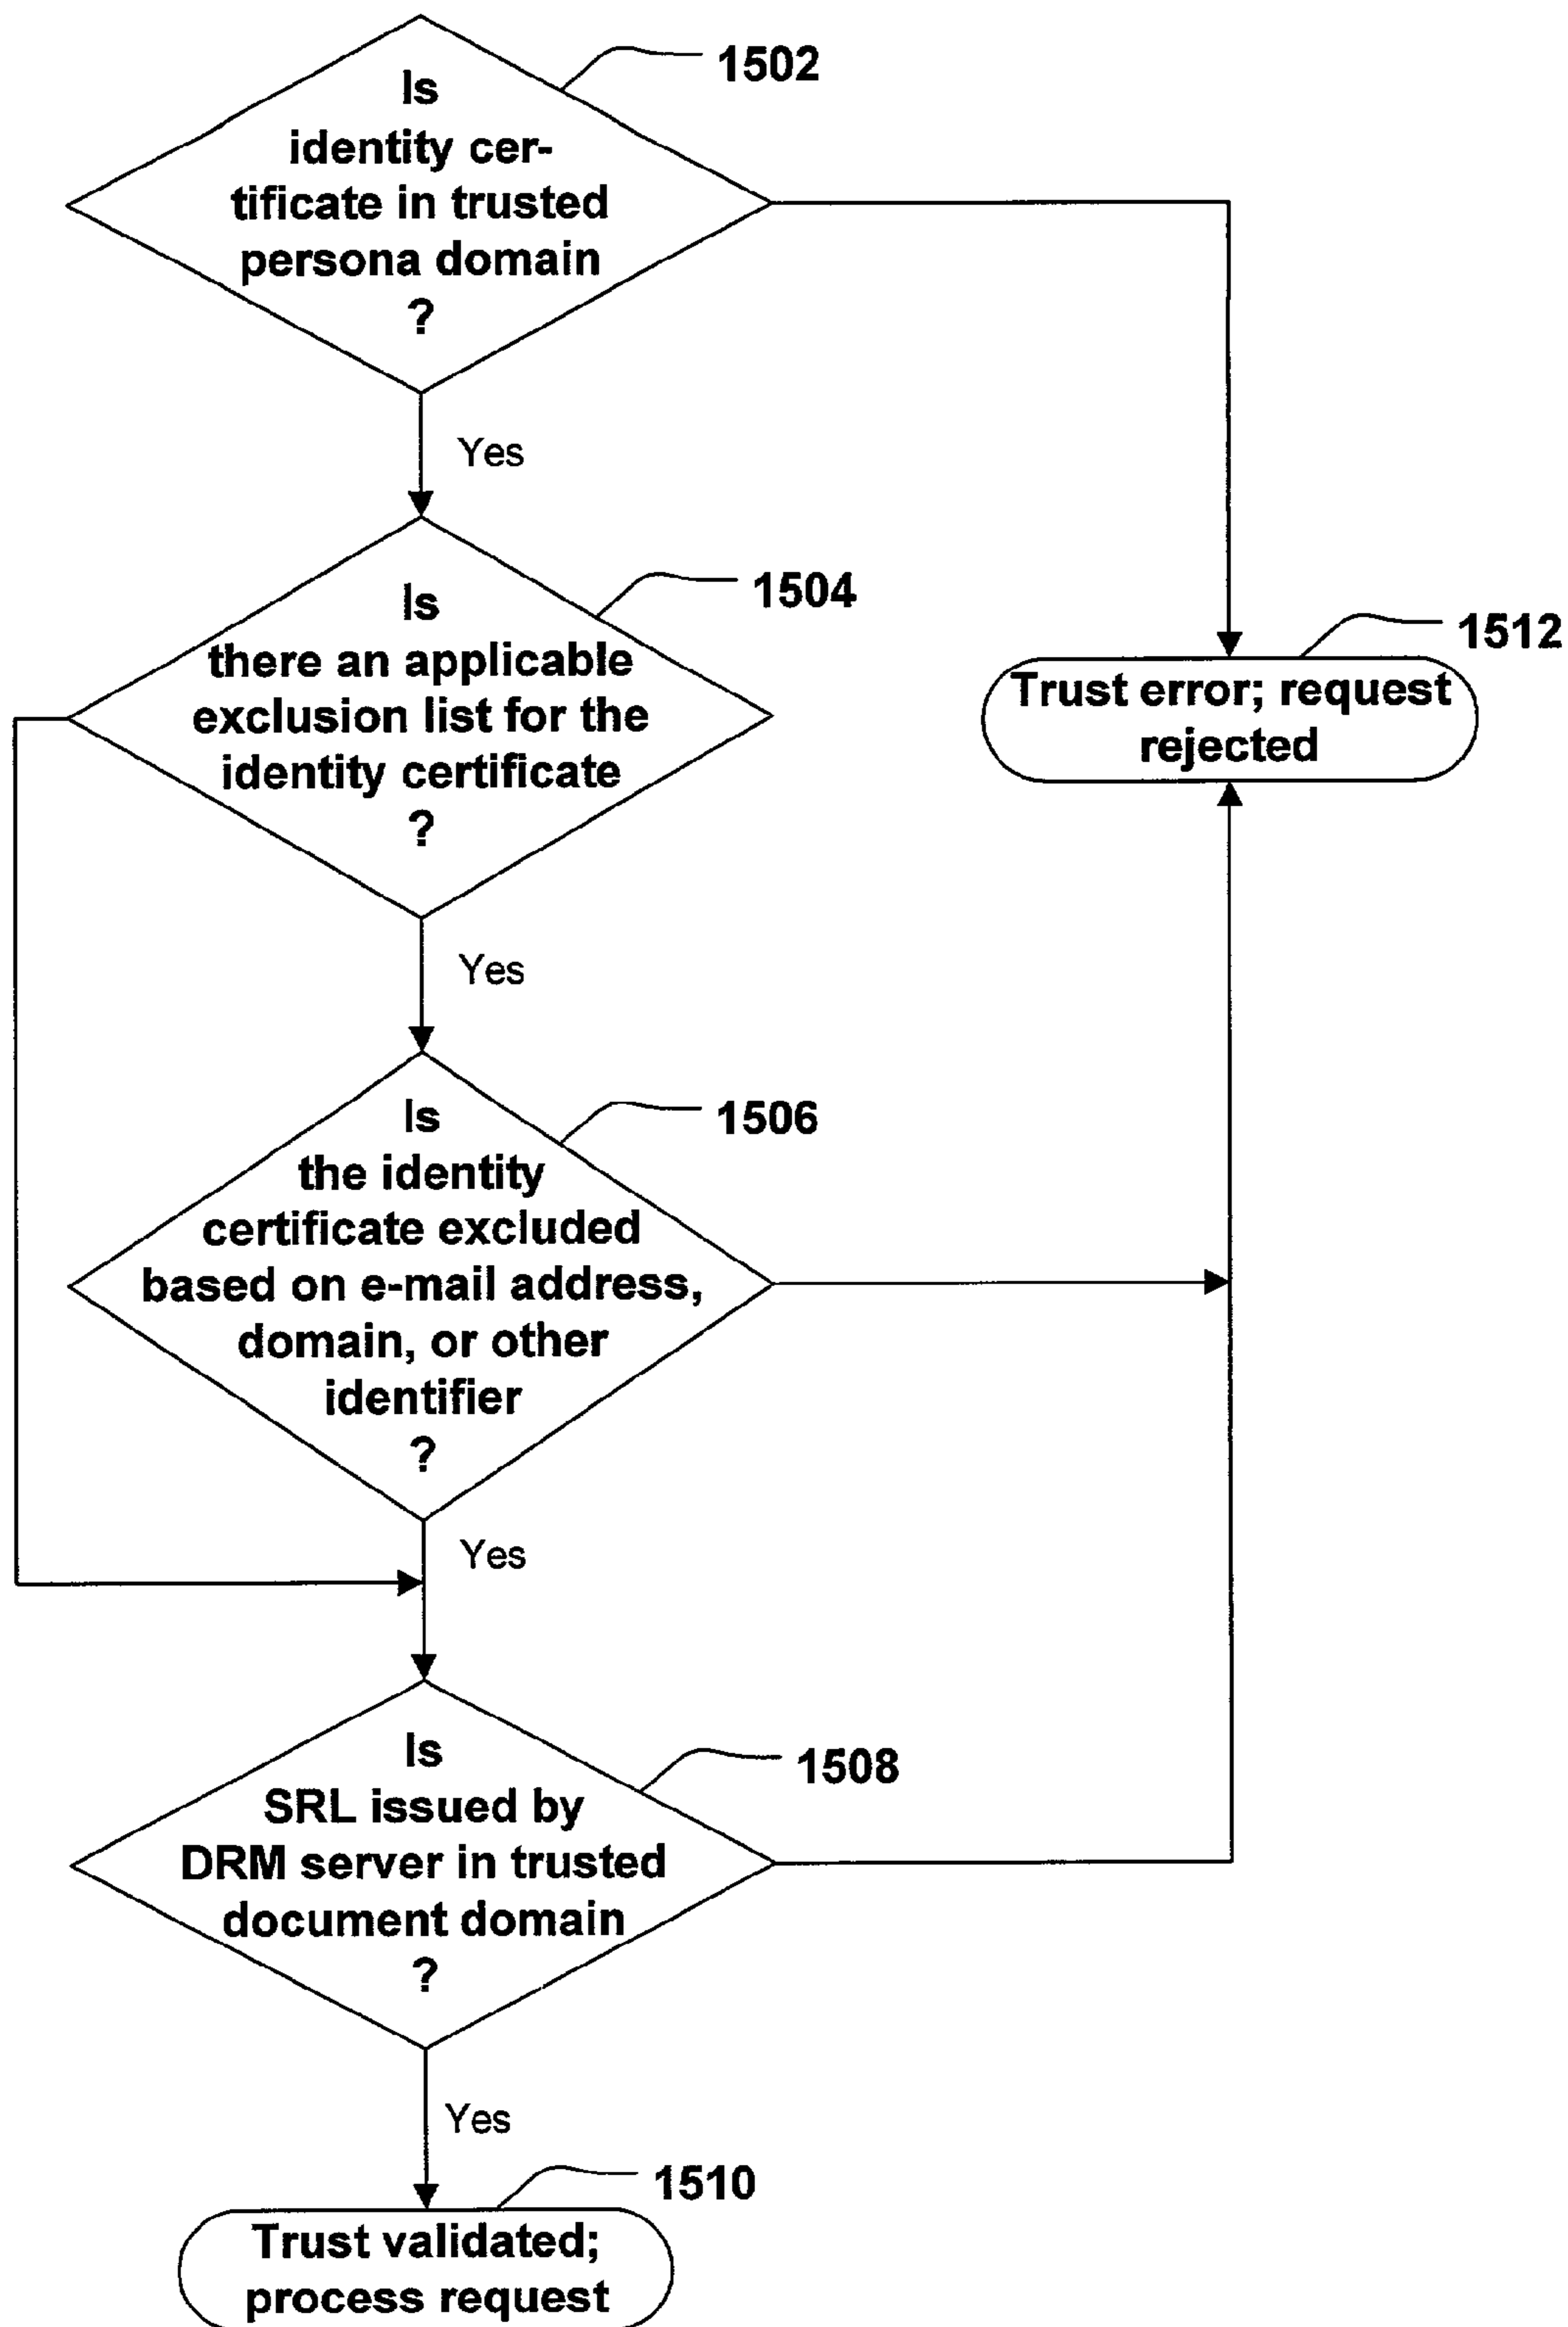 1502
Is
identity cer-
tificate in trusted
persona domain
?
Yes
1504
Is
there an applicable
exclusion list for the
identity certificate
?
1512
Trust error; request
rejected
Yes
1506
Is
the identity
certificate excluded
based on e-mail address,
domain, or other
identifier
?
Yes
1508
Is
SRL issued by
DRM server in trusted
document domain
?
Yes
1510
Trust validated;
process request